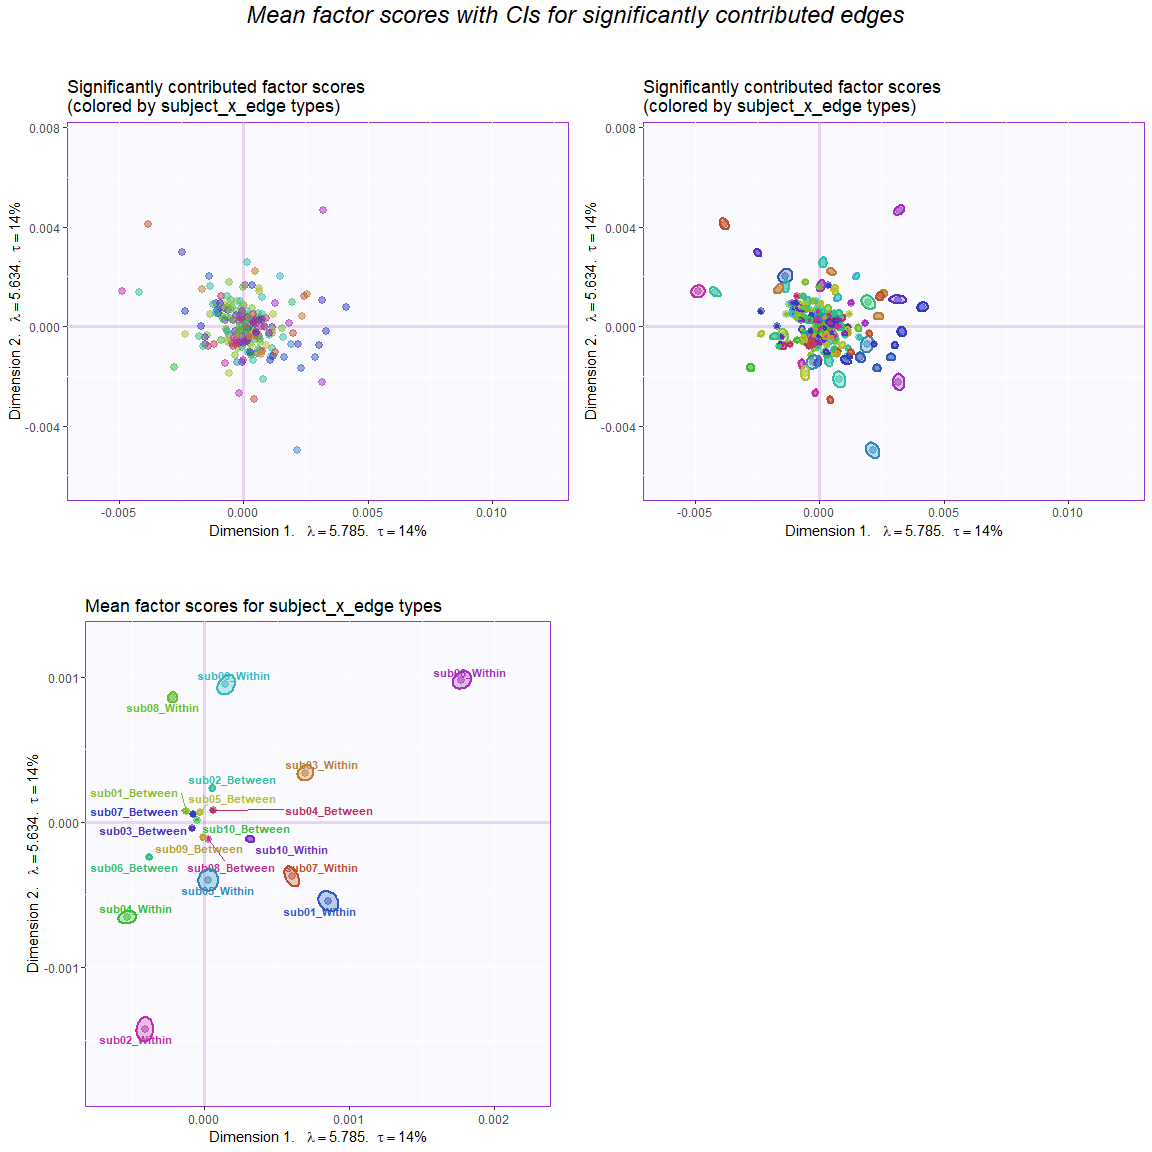 Mean factor scores with CIs for significantly contributed edges
Significantly contributed factor scores
(colored by subject_x_edge types)
0.008
0.004
0.000
-0.004
Dimension 2.   λ = 5.634.   τ = 14%
-0.005
0.000
0.005
0.010
Dimension 1.   λ = 5.785.   τ = 14%
Significantly contributed factor scores
(colored by subject_x_edge types)
0.008
0.004
0.000
-0.004
Dimension 2.   λ = 5.634.   τ = 14%
-0.005
0.000
0.005
0.010
Dimension 1.   λ = 5.785.   τ = 14%
Mean factor scores for subject_x_edge types
0.001
0.000
-0.001
Dimension 2.   λ = 5.634.   τ = 14%
sub09_Within
sub06_Within
sub08_Within
sub03_Within
sub02_Between
sub01_Between
sub05_Between
sub07_Between
sub04_Between
sub03_Between
sub10_Between
sub09_Between
sub10_Within
sub06_Between
sub08_Between
sub07_Within
sub05_Within
sub04_Within
sub01_Within
sub02_Within
0.000
0.001
0.002
Dimension 1.   λ = 5.785.   τ = 14%